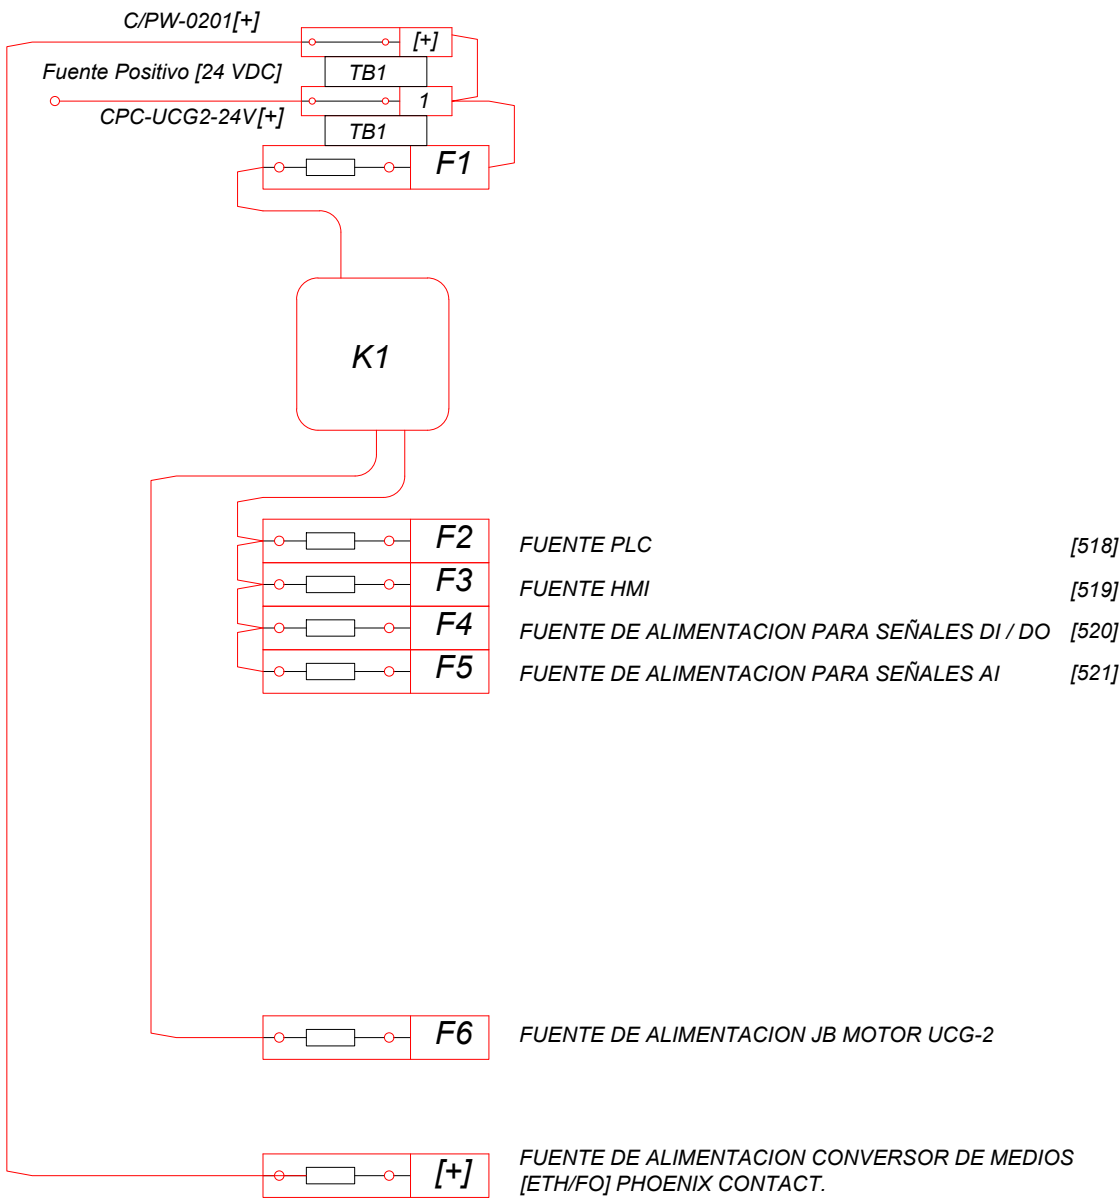 C/PW-0201[+]
[+]
Fuente Positivo [24 VDC]
TB1
1
CPC-UCG2-24V[+]
TB1
F1
K1
F2 FUENTE PLC [518]
F3 FUENTE HMI [519]
F4 FUENTE DE ALIMENTACION PARA SEÑALES DI / DO [520]
F5 FUENTE DE ALIMENTACION PARA SEÑALES AI [521]
F6 FUENTE DE ALIMENTACION JB MOTOR UCG-2
[+] FUENTE DE ALIMENTACION CONVERSOR DE MEDIOS
[ETH/FO] PHOENIX CONTACT.